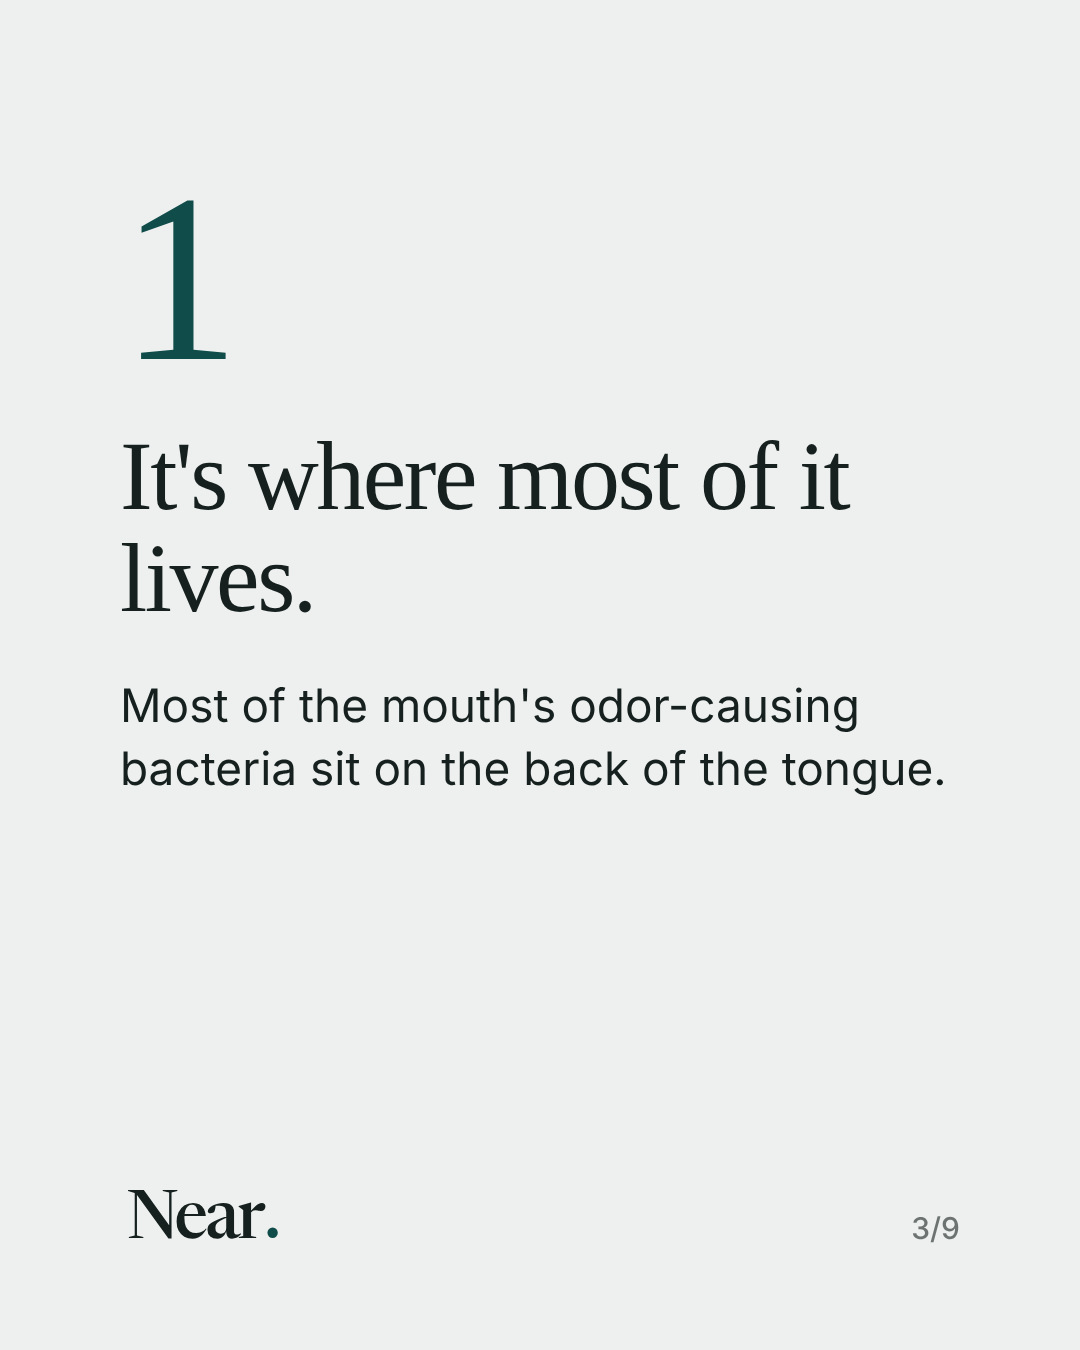 1
It's where most of it
lives.
Most of the mouth's odor-causing
bacteria sit on the back of the tongue.
Near.
3/9